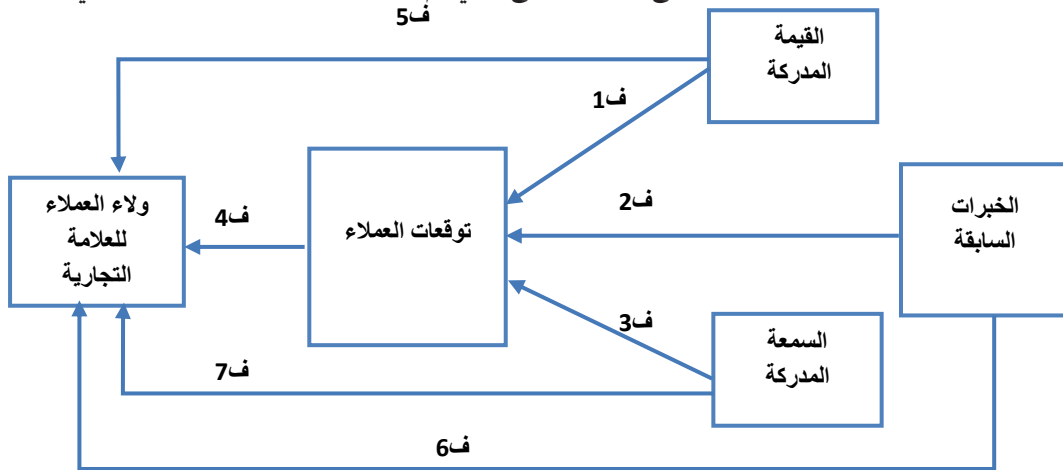 ف5
القيمة
المدركة
ف1
الخبرات
السابقة
ف2
توقعات العملاء
ف4
ولاء العملاء
للعلامة
التجارية
ف3
السمعة
المدركة
ف7
ف6